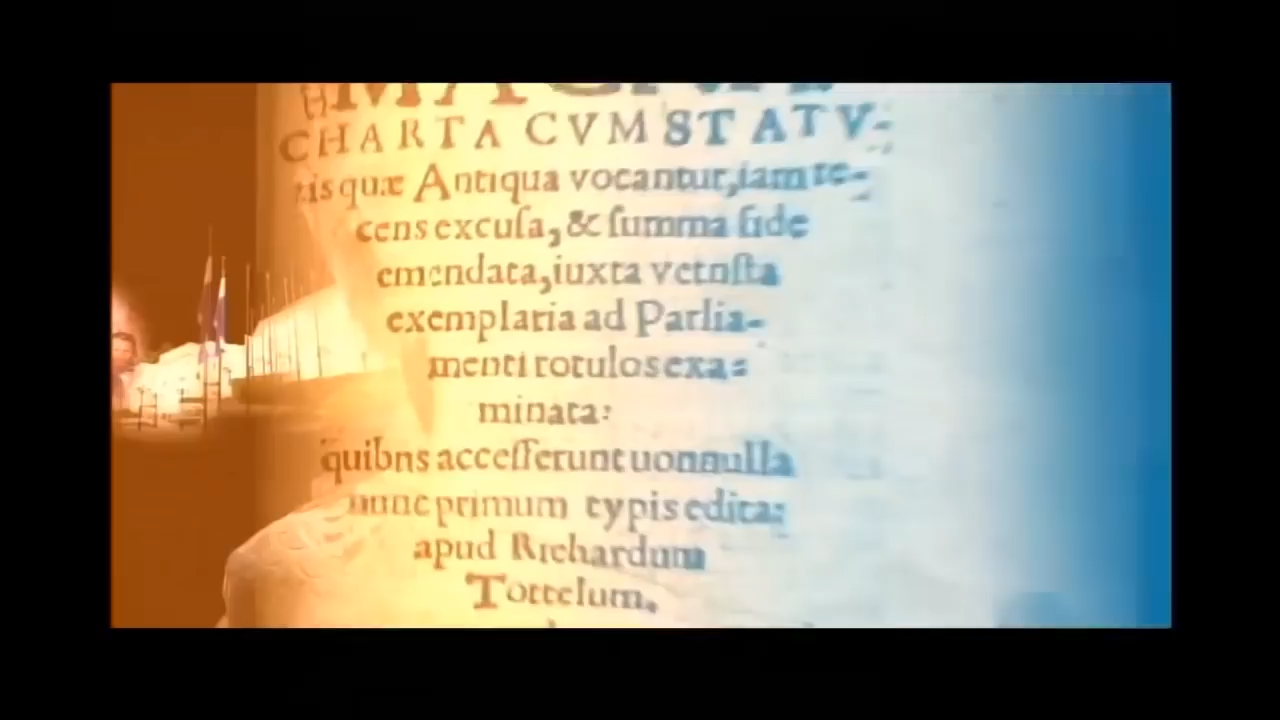 MAGNA
CHARTA CVM STATV-
tis quæ Antiqua vocantur, iam re-
cens excuſa, & ſumma fide
emendata, iuxta vetuſta
exemplaria ad Parlia-
menti rotulos exa-
minata:
quibus acceſſerunt nonnulla
nunc primum typis edita:
apud Richardum
Tottelum.